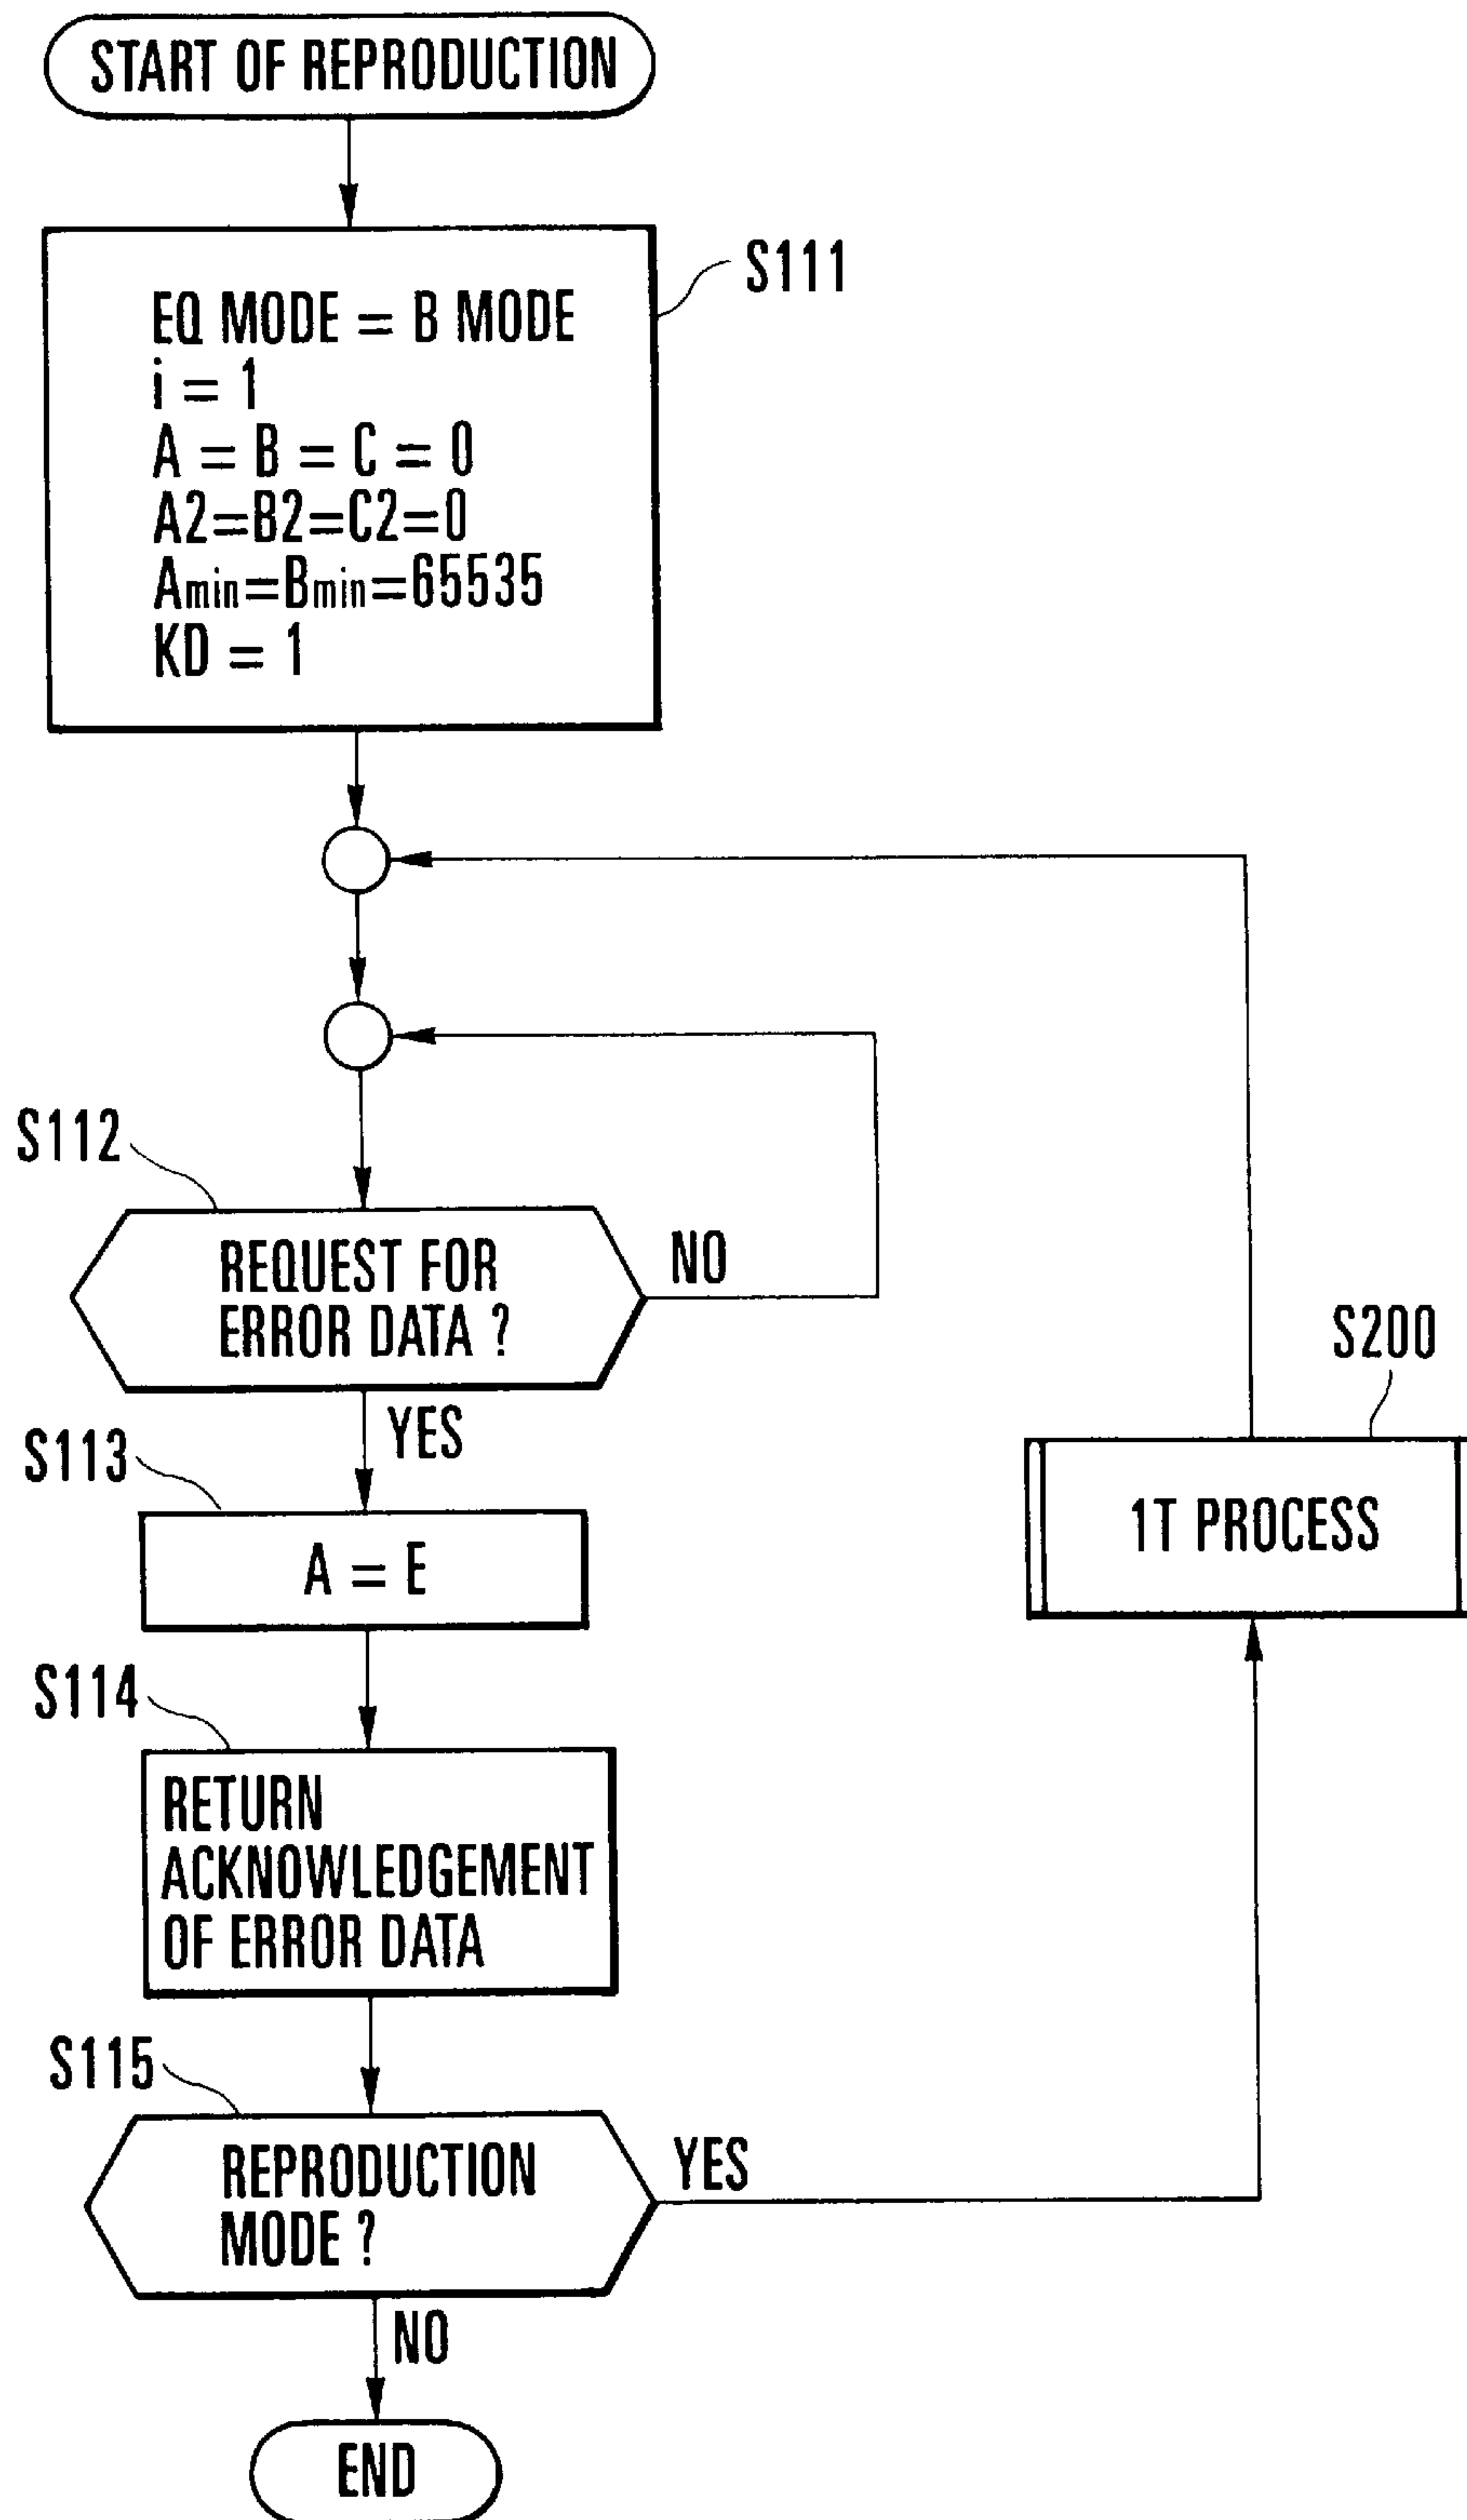 START OF REPRODUCTION
S111
EQ MODE = B MODE
i = 1
A = B = C = 0
A2=B2=C2=0
Amin=Bmin=65535
KD = 1
S112
REQUEST FOR
ERROR DATA ?
NO
YES
S113
A = E
S200
1T PROCESS
S114
RETURN
ACKNOWLEDGEMENT
OF ERROR DATA
S115
REPRODUCTION
MODE ?
YES
NO
END